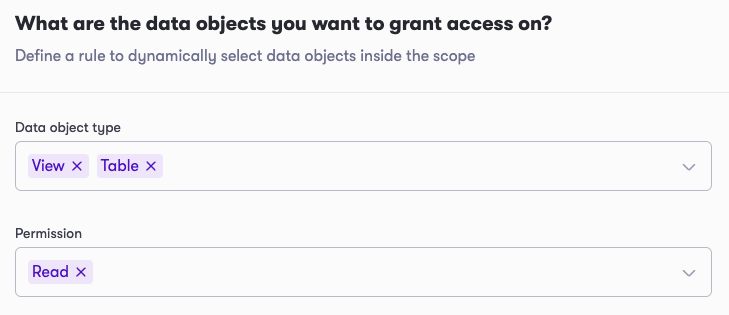 What are the data objects you want to grant access on?
Define a rule to dynamically select data objects inside the scope
Data object type
View × Table ×
Permission
Read ×